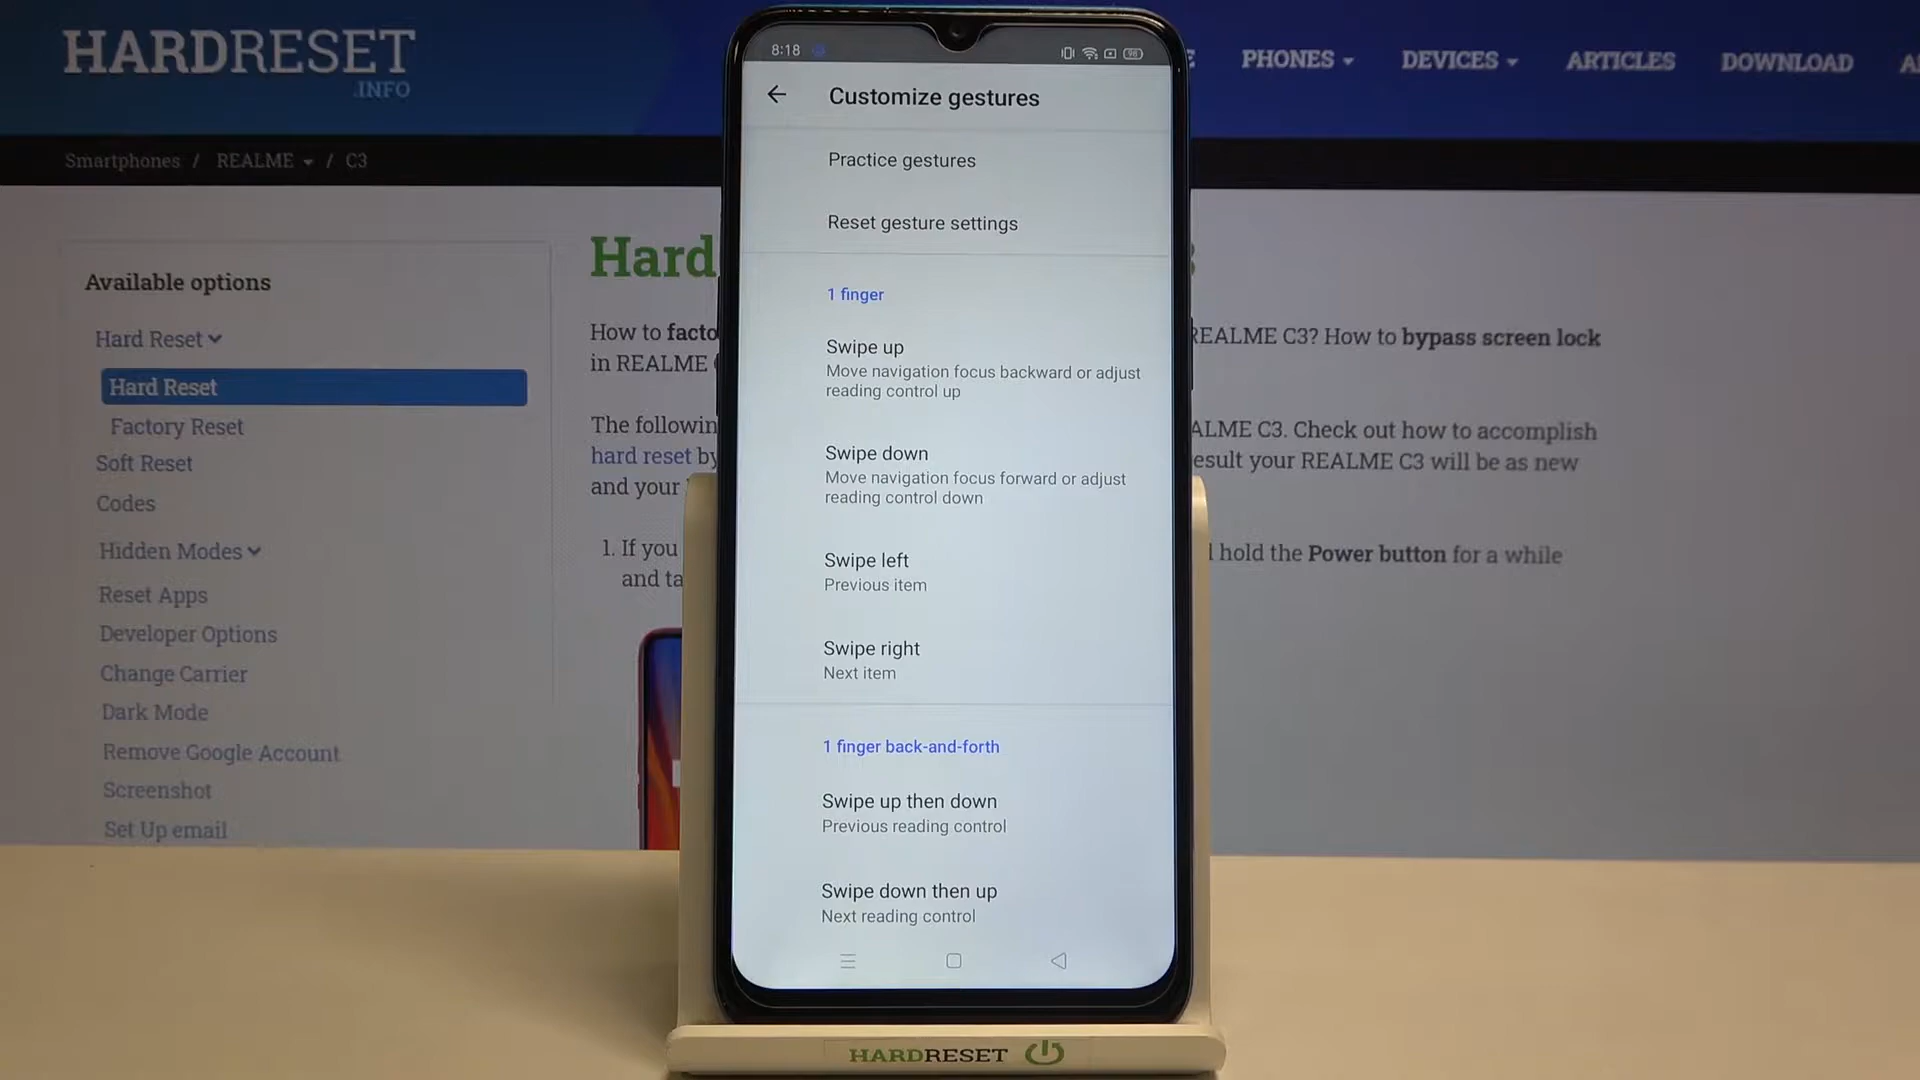 HARDRESET
.INFO
PHONES
DEVICES
ARTICLES
DOWNLOAD
Smartphones / REALME / C3
Available options
Hard Reset
Hard Reset
Factory Reset
Soft Reset
Codes
Hidden Modes
Reset Apps
Developer Options
Change Carrier
Dark Mode
Remove Google Account
Screenshot
Set Up email
Hard
How to
REALME C3? How to bypass screen lock
in REALME
The following
C3. Check out how to accomplish
hard reset by
your REALME C3 will be as new
and your
1. If you
hold the Power button for a while
and
8:18
98
Customize gestures
Practice gestures
Reset gesture settings
1 finger
Swipe up
Move navigation focus backward or adjust
reading control up
Swipe down
Move navigation focus forward or adjust
reading control down
Swipe left
Previous item
Swipe right
Next item
1 finger back-and-forth
Swipe up then down
Previous reading control
Swipe down then up
Next reading control
HARDRESET